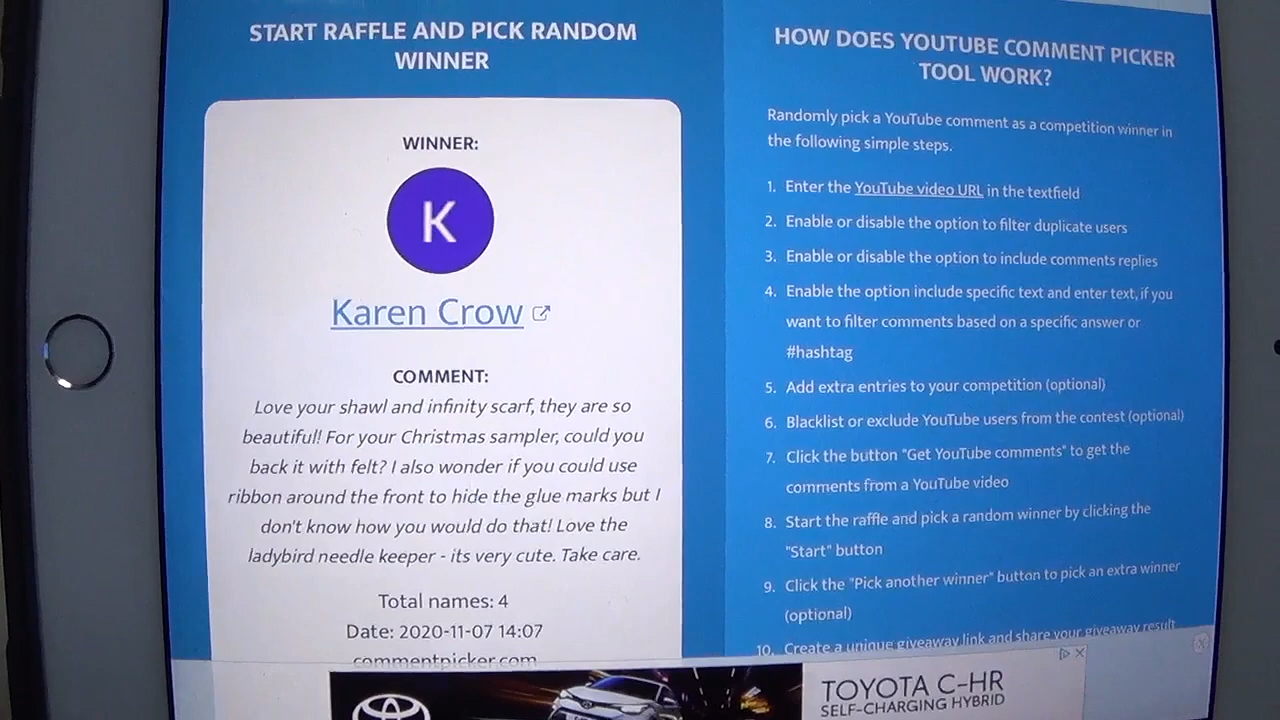 START RAFFLE AND PICK RANDOM
WINNER
WINNER:
K
Karen Crow
COMMENT:
Love your shawl and infinity scarf, they are so
beautiful! For your Christmas sampler, could you
back it with felt? I also wonder if you could use
ribbon around the front to hide the glue marks but I
don't know how you would do that! Love the
ladybird needle keeper - its very cute. Take care.
Total names: 4
Date: 2020-11-07 14:07
commentpicker.com
HOW DOES YOUTUBE COMMENT PICKER
TOOL WORK?
Randomly pick a YouTube comment as a competition winner in
the following simple steps.
1. Enter the YouTube video URL in the textfield
2. Enable or disable the option to filter duplicate users
3. Enable or disable the option to include comments replies
4. Enable the option include specific text and enter text, if you
want to filter comments based on a specific answer or
#hashtag
5. Add extra entries to your competition (optional)
6. Blacklist or exclude YouTube users from the contest (optional)
7. Click the button "Get YouTube comments" to get the
comments from a YouTube video
8. Start the raffle and pick a random winner by clicking the
"Start" button
9. Click the "Pick another winner" button to pick an extra winner
(optional)
10. Create a unique giveaway link and share your giveaway result
TOYOTA C-HR
SELF-CHARGING HYBRID